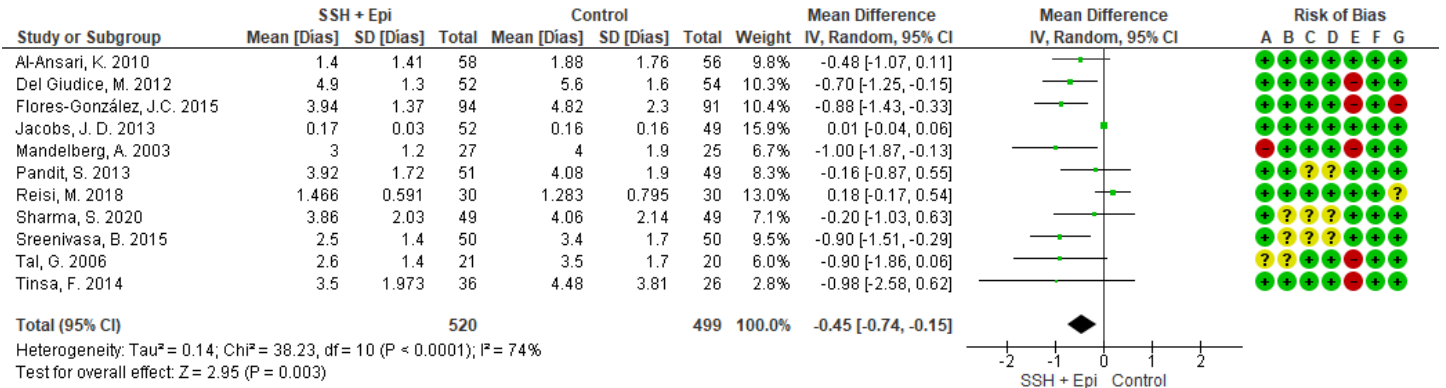 SSH + Epi Control Mean Difference Mean Difference Risk of Bias
Study or Subgroup Mean [Dias] SD [Dias] Total Mean [Dias] SD [Dias] Total Weight IV, Random, 95% CI IV, Random, 95% CI A B C D E F G
Al-Ansari, K. 2010 1.4 1.41 58 1.88 1.76 56 9.8% -0.48 [-1.07, 0.11] + + + + + + +
Del Giudice, M. 2012 4.9 1.3 52 5.6 1.6 54 10.3% -0.70 [-1.25, -0.15] + + + + - + +
Flores-González, J.C. 2015 3.94 1.37 94 4.82 2.3 91 10.4% -0.88 [-1.43, -0.33] + + + + - + -
Jacobs, J. D. 2013 0.17 0.03 52 0.16 0.16 49 15.9% 0.01 [-0.04, 0.06] + + + + + + +
Mandelberg, A. 2003 3 1.2 27 4 1.9 25 6.7% -1.00 [-1.87, -0.13] - + + + - + +
Pandit, S. 2013 3.92 1.72 51 4.08 1.9 49 8.3% -0.16 [-0.87, 0.55] + + ? ? + + +
Reisi, M. 2018 1.466 0.591 30 1.283 0.795 30 13.0% 0.18 [-0.17, 0.54] + + + + + + ?
Sharma, S. 2020 3.86 2.03 49 4.06 2.14 49 7.1% -0.20 [-1.03, 0.63] + ? ? ? + + +
Sreenivasa, B. 2015 2.5 1.4 50 3.4 1.7 50 9.5% -0.90 [-1.51, -0.29] + ? ? ? + + +
Tal, G. 2006 2.6 1.4 21 3.5 1.7 20 6.0% -0.90 [-1.86, 0.06] ? ? + + - + +
Tinsa, F. 2014 3.5 1.973 36 4.48 3.81 26 2.8% -0.98 [-2.58, 0.62] + + + + - + +
Total (95% CI) 520 499 100.0% -0.45 [-0.74, -0.15]
Heterogeneity: Tau² = 0.14; Chi² = 38.23, df = 10 (P < 0.0001); I² = 74%
Test for overall effect: Z = 2.95 (P = 0.003)
-2 -1 0 1 2
SSH + Epi Control